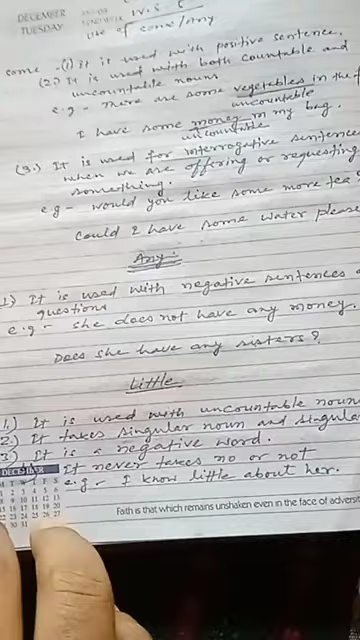 DECEMBER
TUESDAY
W.S - 5
use of some/Any
some - (1) It is used with positive sentence.
(2.) It is used with both countable and
uncountable nouns
e.g - There are some vegetables in the
uncountable
I have some money in my bag.
uncountable
(3.) It is used for interrogative sentence
when we are offering or requesting
something.
e.g - would you like some more tea?
Could I have some water please
Any:
1) It is used with negative sentences
questions
e.g - she does not have any money.
Does she have any sisters?
Little
1.) It is used with uncountable noun
2.) It takes singular noun and singula
3) It is a negative word.
It never takes no or not
DECEMBER
e.g - I know little about her.
Faith is that which remains unshaken even in the face of adversit